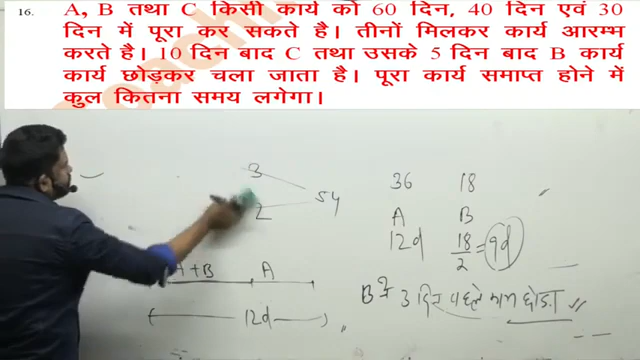 16. A, B तथा C किसी कार्य को 60 दिन, 40 दिन एवं 30
दिन में पूरा कर सकते है। तीनों मिलकर कार्य आरम्भ
करते है। 10 दिन बाद C तथा उसके 5 दिन बाद B कार्य
कार्य छोड़कर चला जाता है। पूरा कार्य समाप्त होने में
कुल कितना समय लगेगा।
3
54
2
36 18
A B
12d 18/2 = 9d
A+B A
12d
B ने 3 दिन पहले काम छोड़ा